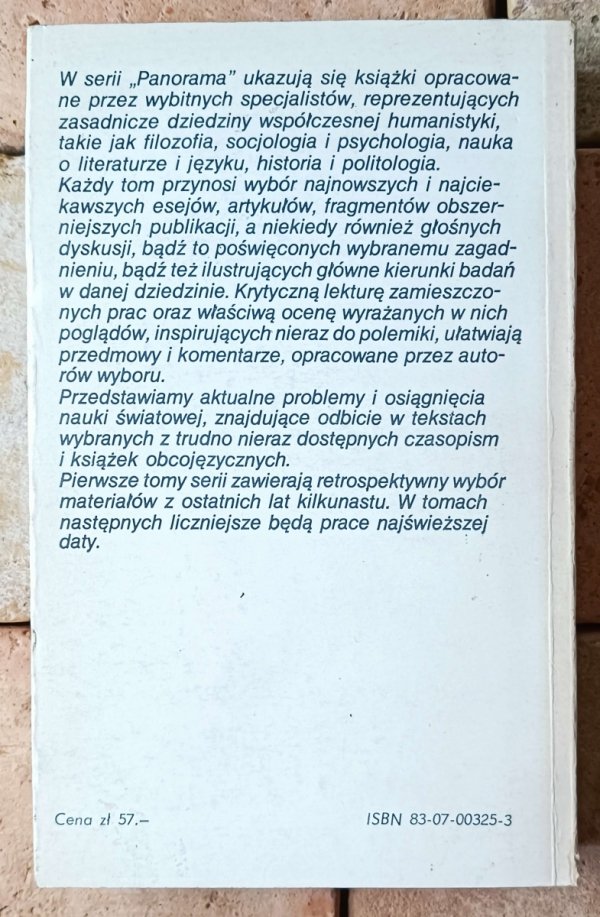 W serii „Panorama” ukazują się książki opracowa-
ne przez wybitnych specjalistów, reprezentujących
zasadnicze dziedziny współczesnej humanistyki,
takie jak filozofia, socjologia i psychologia, nauka
o literaturze i języku, historia i politologia.
Każdy tom przynosi wybór najnowszych i najcie-
kawszych esejów, artykułów, fragmentów obszer-
niejszych publikacji, a niekiedy również głośnych
dyskusji, bądź to poświęconych wybranemu zagad-
nieniu, bądź też ilustrujących główne kierunki badań
w danej dziedzinie. Krytyczną lekturę zamieszczo-
nych prac oraz właściwą ocenę wyrażanych w nich
poglądów, inspirujących nieraz do polemiki, ułatwiają
przedmowy i komentarze, opracowane przez auto-
rów wyboru.
Przedstawiamy aktualne problemy i osiągnięcia
nauki światowej, znajdujące odbicie w tekstach
wybranych z trudno nieraz dostępnych czasopism
i książek obcojęzycznych.
Pierwsze tomy serii zawierają retrospektywny wybór
materiałów z ostatnich lat kilkunastu. W tomach
następnych liczniejsze będą prace najświeższej
daty.
Cena zł 57.– ISBN 83-07-00325-3